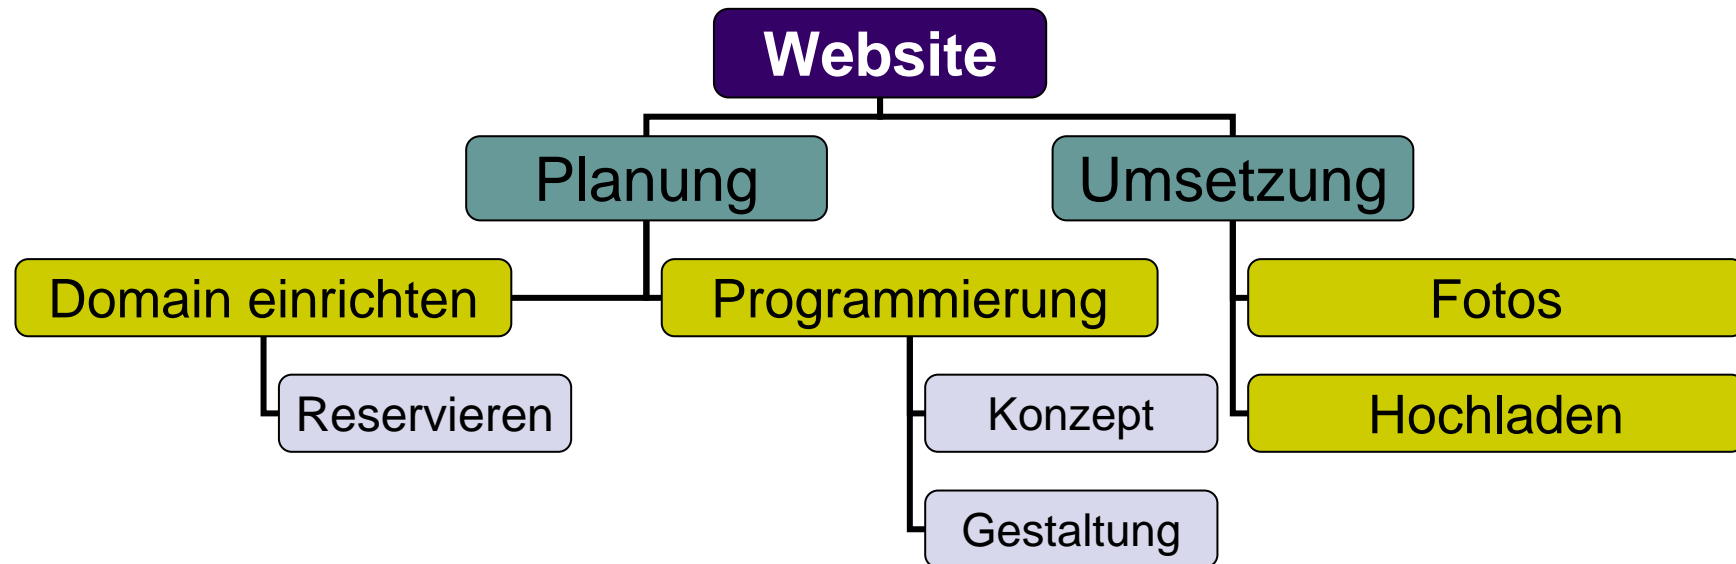 Website
Planung
Umsetzung
Domain einrichten
Programmierung
Fotos
Reservieren
Konzept
Hochladen
Gestaltung